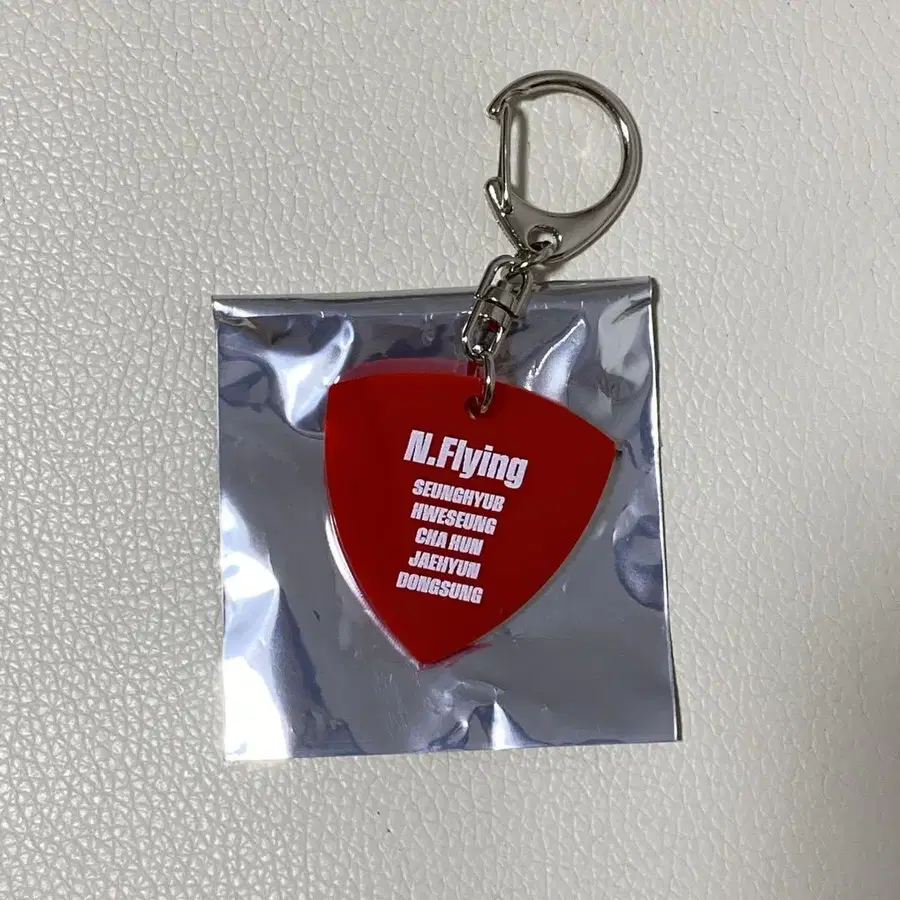 N.Flying
SEUNGHYUB
HWESEUNG
CHA HUN
JAEHYUN
DONGSUNG